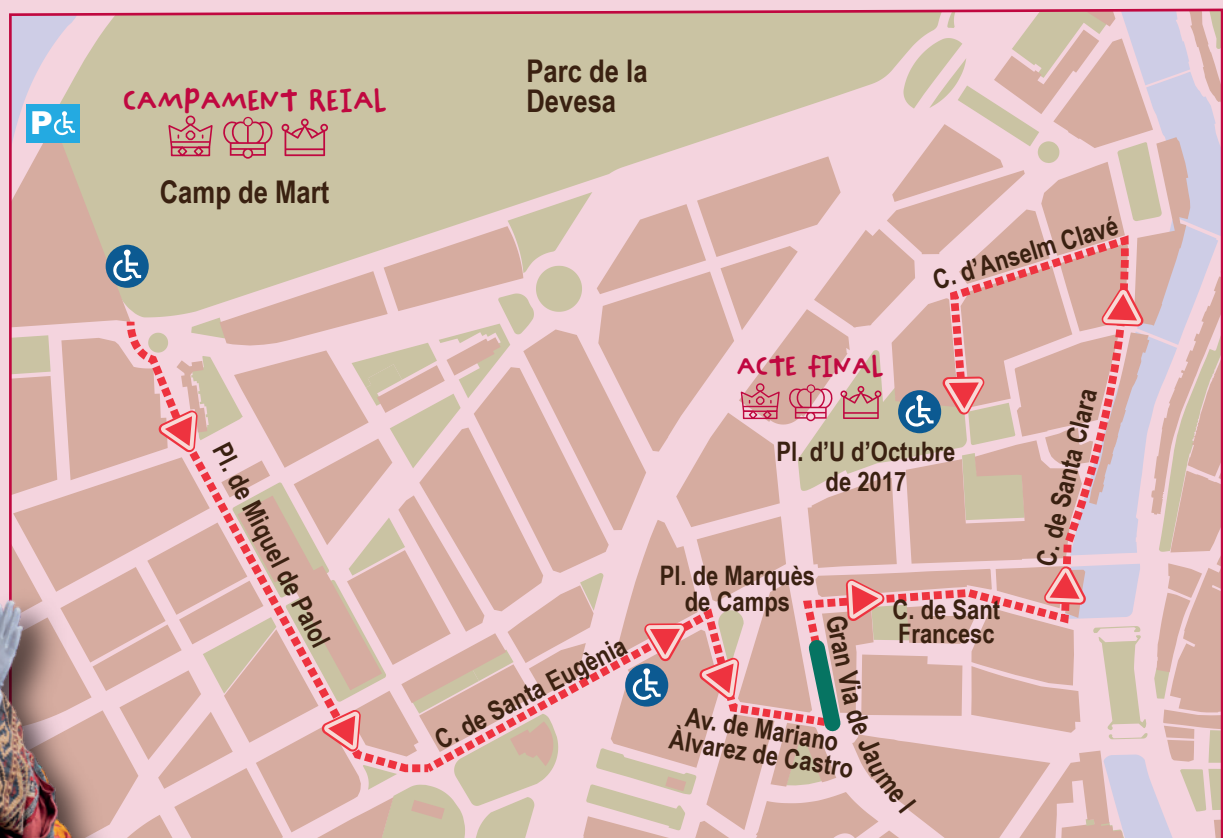 Parc de la
Devesa
CAMPAMENT REIAL
P
Camp de Mart
C. d'Anselm Clavé
ACTE FINAL
Pl. d'U d'Octubre
de 2017
Pl. de Miquel de Palol
C. de Santa Clara
Pl. de Marquès
de Camps
C. de Sant
Francesc
C. de Santa Eugènia
Gran Via de Jaume I
Av. de Mariano
Àlvarez de Castro